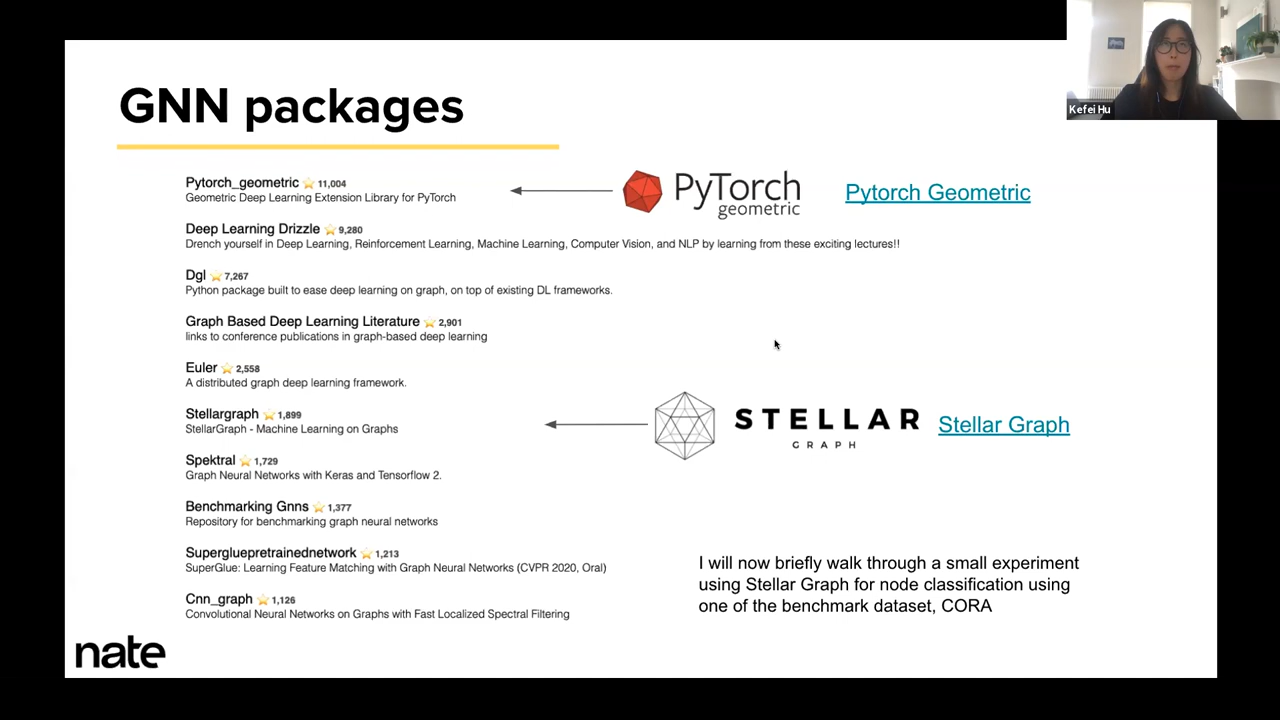 Kefei Hu
GNN packages
Pytorch_geometric 11,004
Geometric Deep Learning Extension Library for PyTorch
PyTorch
geometric
Pytorch Geometric
Deep Learning Drizzle 9,280
Drench yourself in Deep Learning, Reinforcement Learning, Machine Learning, Computer Vision, and NLP by learning from these exciting lectures!!
Dgl 7,267
Python package built to ease deep learning on graph, on top of existing DL frameworks.
Graph Based Deep Learning Literature 2,901
links to conference publications in graph-based deep learning
Euler 2,558
A distributed graph deep learning framework.
Stellargraph 1,899
StellarGraph - Machine Learning on Graphs
STELLAR
GRAPH
Stellar Graph
Spektral 1,729
Graph Neural Networks with Keras and Tensorflow 2.
Benchmarking Gnns 1,377
Repository for benchmarking graph neural networks
Supergluepretrainednetwork 1,213
SuperGlue: Learning Feature Matching with Graph Neural Networks (CVPR 2020, Oral)
Cnn_graph 1,126
Convolutional Neural Networks on Graphs with Fast Localized Spectral Filtering
I will now briefly walk through a small experiment
using Stellar Graph for node classification using
one of the benchmark dataset, CORA
nate